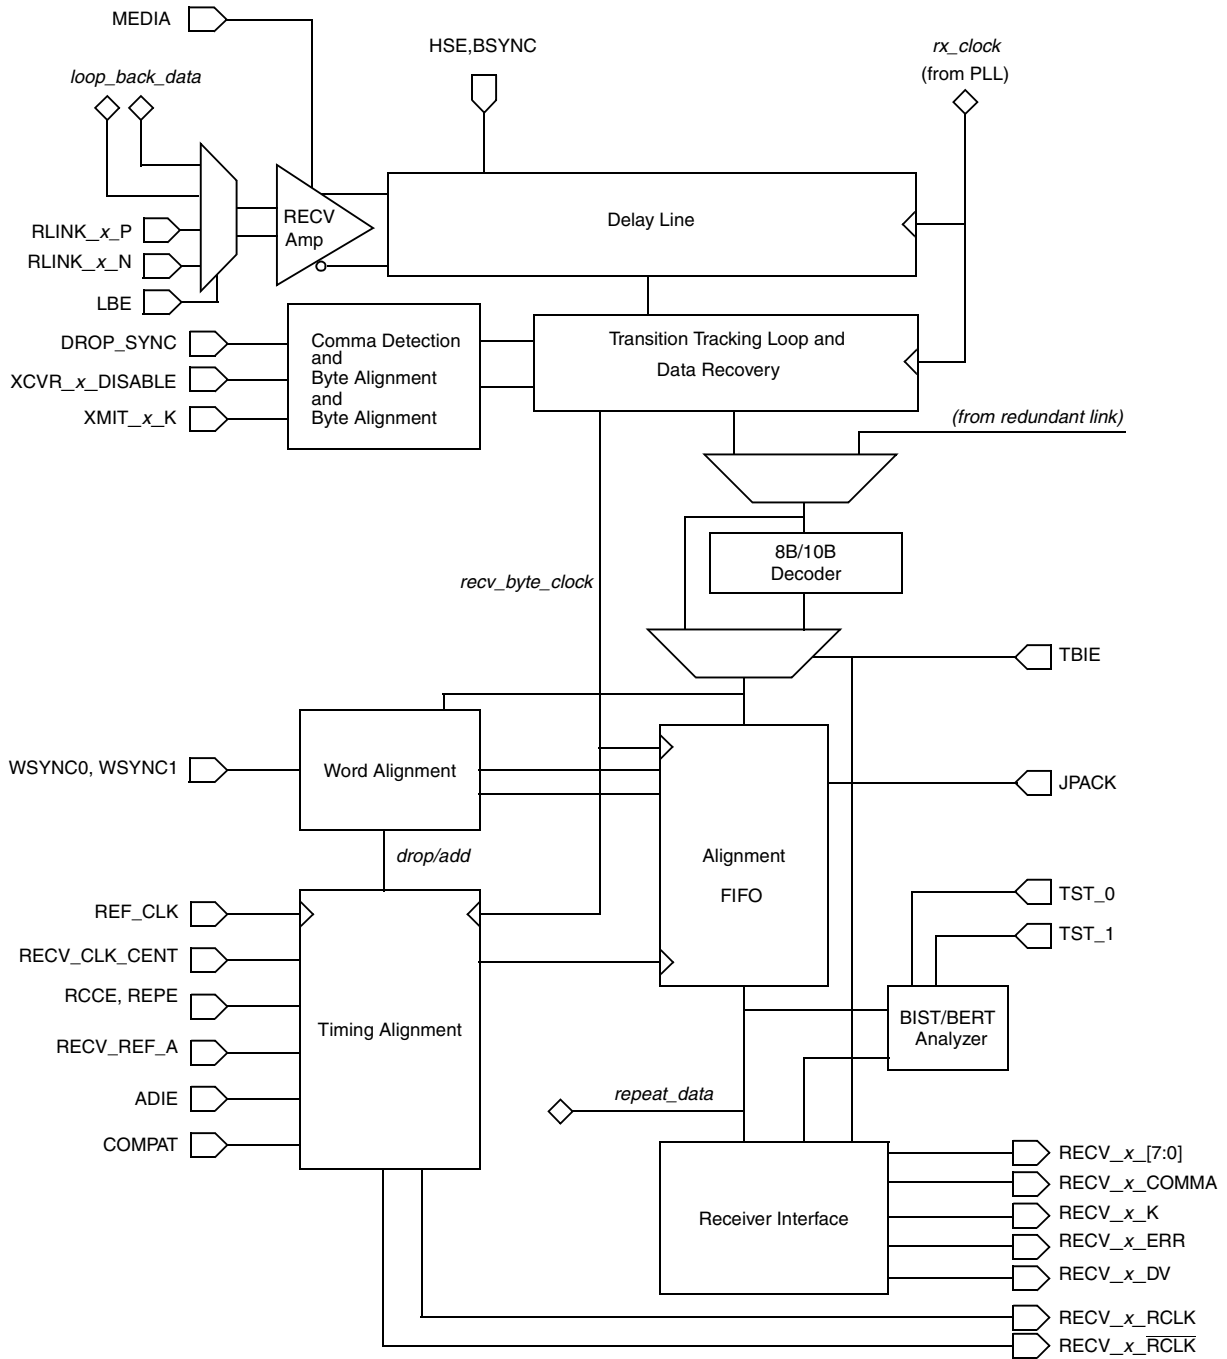 MEDIA
HSE,BSYNC
rx_clock
(from PLL)
loop_back_data
RLINK_x_P
RLINK_x_N
LBE
RECV
Amp
Delay Line
DROP_SYNC
XCVR_x_DISABLE
XMIT_x_K
Comma Detection
and
Byte Alignment
and
Byte Alignment
Transition Tracking Loop and
Data Recovery
(from redundant link)
8B/10B
Decoder
recv_byte_clock
TBIE
WSYNC0, WSYNC1
Word Alignment
JPACK
drop/add
Alignment
FIFO
TST_0
TST_1
REF_CLK
RECV_CLK_CENT
RCCE, REPE
RECV_REF_A
ADIE
COMPAT
Timing Alignment
BIST/BERT
Analyzer
repeat_data
Receiver Interface
RECV_x_[7:0]
RECV_x_COMMA
RECV_x_K
RECV_x_ERR
RECV_x_DV
RECV_x_RCLK
RECV_x_R̅C̅L̅K̅